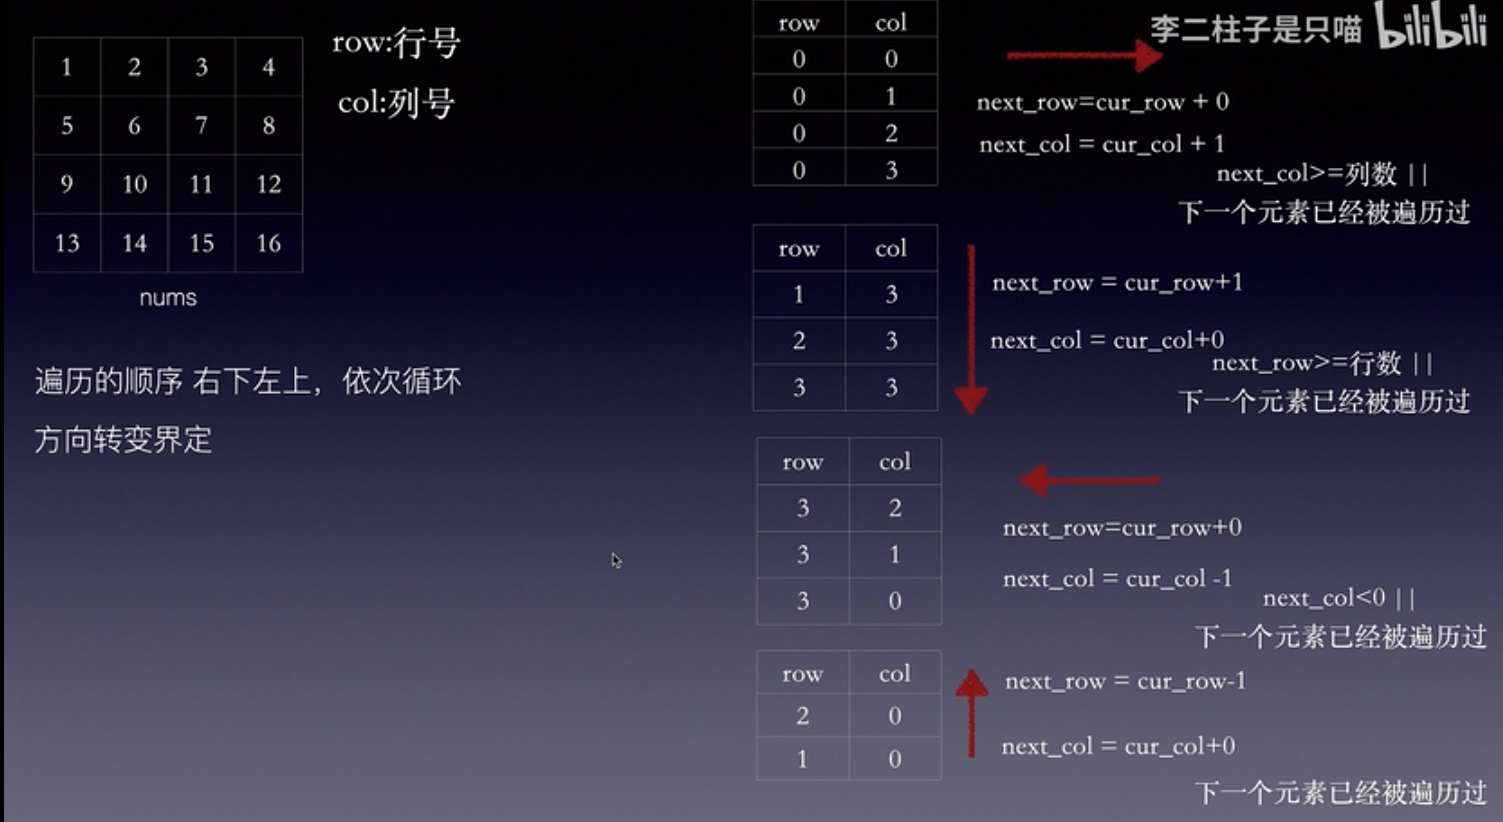 1 2 3 4
5 6 7 8
9 10 11 12
13 14 15 16
nums
row:行号
col:列号
遍历的顺序 右下左上，依次循环
方向转变界定
row col
0 0
0 1
0 2
0 3
李二柱子是只喵 bilibili
next_row=cur_row + 0
next_col = cur_col + 1
next_col>=列数 ||
下一个元素已经被遍历过
row col
1 3
2 3
3 3
next_row = cur_row+1
next_col = cur_col+0
next_row>=行数 ||
下一个元素已经被遍历过
row col
3 2
3 1
3 0
next_row=cur_row+0
next_col = cur_col -1
next_col<0 ||
下一个元素已经被遍历过
row col
2 0
1 0
next_row = cur_row-1
next_col = cur_col+0
下一个元素已经被遍历过